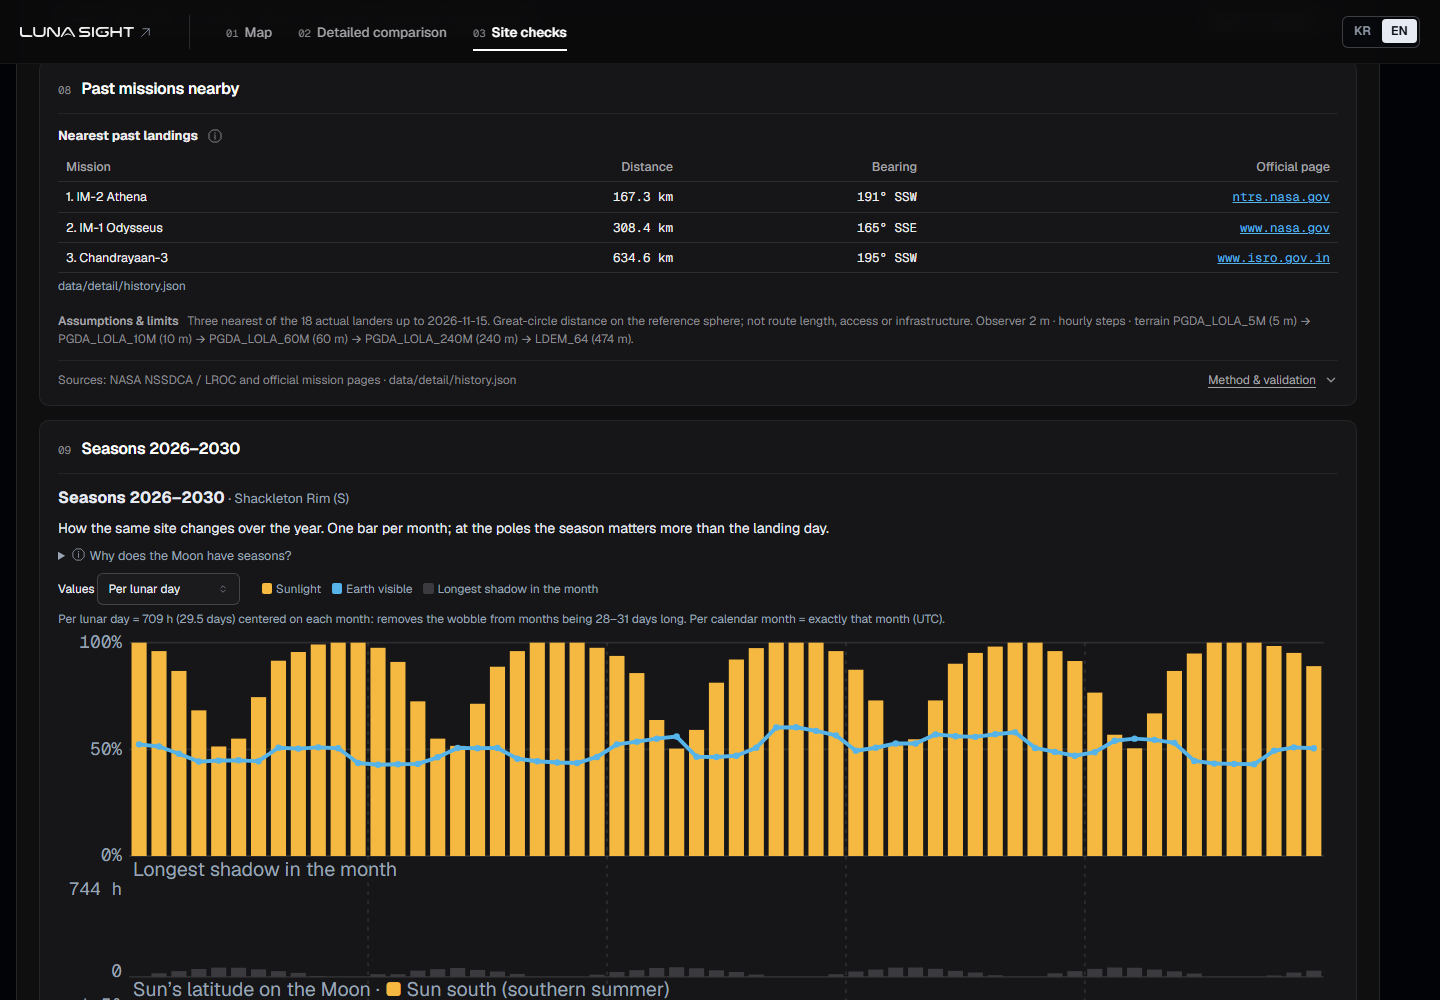 LUNA SIGHT ↗
01 Map
02 Detailed comparison
03 Site checks
KR
EN
08 Past missions nearby
Nearest past landings
Mission Distance Bearing Official page
1. IM-2 Athena 167.3 km 191° SSW ntrs.nasa.gov
2. IM-1 Odysseus 308.4 km 165° SSE www.nasa.gov
3. Chandrayaan-3 634.6 km 195° SSW www.isro.gov.in
data/detail/history.json
Assumptions & limits Three nearest of the 18 actual landers up to 2026-11-15. Great-circle distance on the reference sphere; not route length, access or infrastructure. Observer 2 m · hourly steps · terrain PGDA_LOLA_5M (5 m) →
PGDA_LOLA_10M (10 m) → PGDA_LOLA_60M (60 m) → PGDA_LOLA_240M (240 m) → LDEM_64 (474 m).
Sources: NASA NSSDCA / LROC and official mission pages · data/detail/history.json
Method & validation
09 Seasons 2026–2030
Seasons 2026–2030 · Shackleton Rim (S)
How the same site changes over the year. One bar per month; at the poles the season matters more than the landing day.
▶ ⓘ Why does the Moon have seasons?
Values Per lunar day Sunlight Earth visible Longest shadow in the month
Per lunar day = 709 h (29.5 days) centered on each month: removes the wobble from months being 28–31 days long. Per calendar month = exactly that month (UTC).
100%
50%
0%
Longest shadow in the month
744 h
0
Sun's latitude on the Moon · Sun south (southern summer)